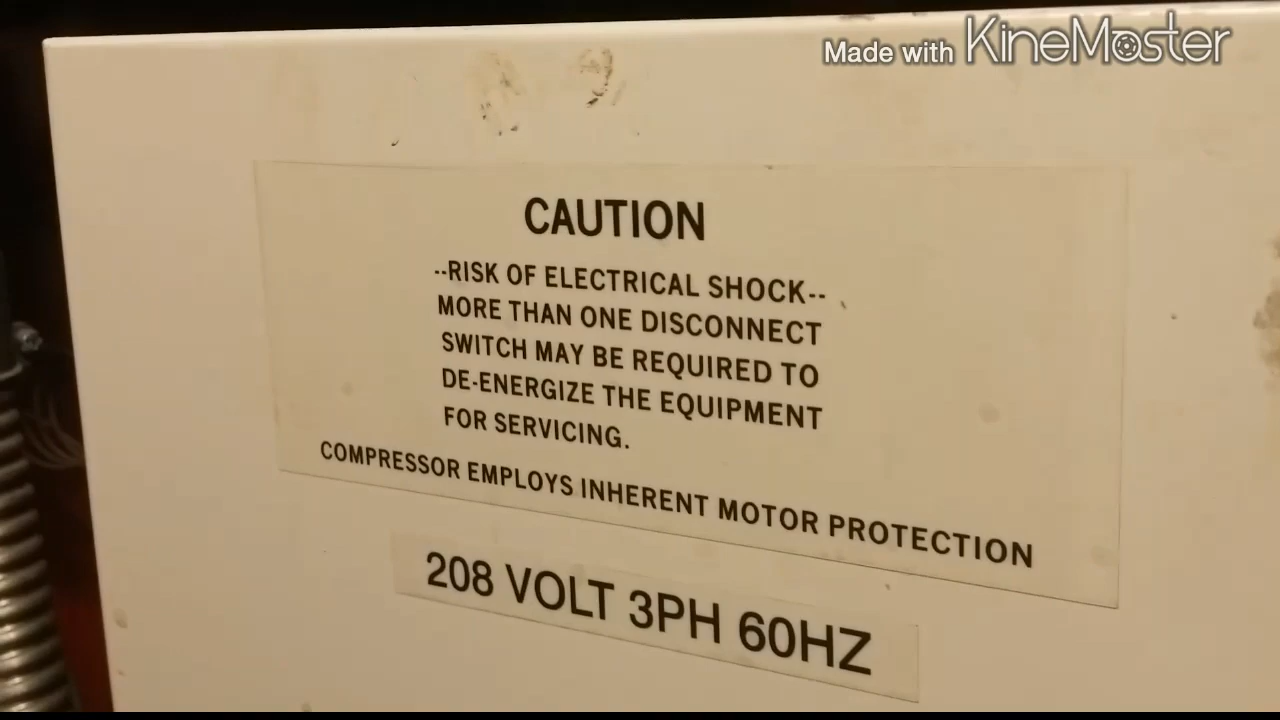 Made with KineMaster
CAUTION
--RISK OF ELECTRICAL SHOCK--
MORE THAN ONE DISCONNECT
SWITCH MAY BE REQUIRED TO
DE-ENERGIZE THE EQUIPMENT
FOR SERVICING.
COMPRESSOR EMPLOYS INHERENT MOTOR PROTECTION
208 VOLT 3PH 60HZ